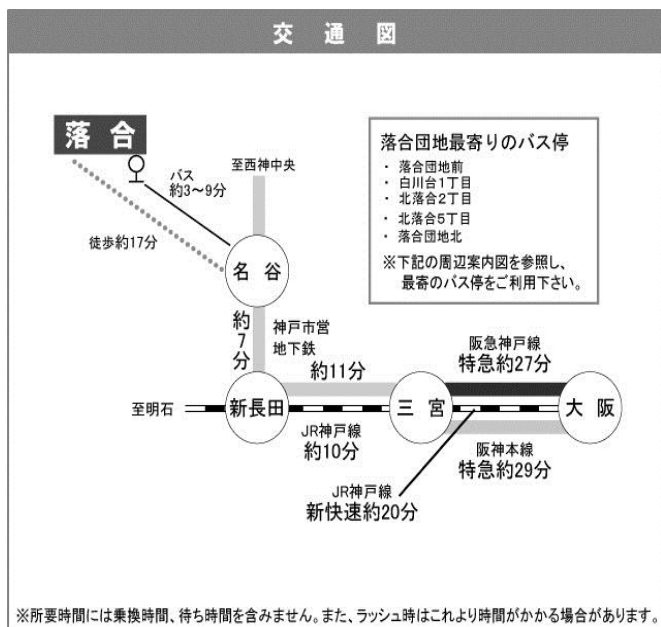 交通図
落合
バス
約3～9分
至西神中央
徒歩約17分
名谷
落合団地最寄りのバス停
・ 落合団地前
・ 白川台1丁目
・ 北落合2丁目
・ 北落合5丁目
・ 落合団地北
※下記の周辺案内図を参照し、
最寄のバス停をご利用下さい。
約7分
神戸市営
地下鉄
約11分
阪急神戸線
特急約27分
至明石
新長田
三宮
大阪
JR神戸線
約10分
阪神本線
特急約29分
JR神戸線
新快速約20分
※所要時間には乗換時間、待ち時間を含みません。また、ラッシュ時はこれより時間がかかる場合があります。